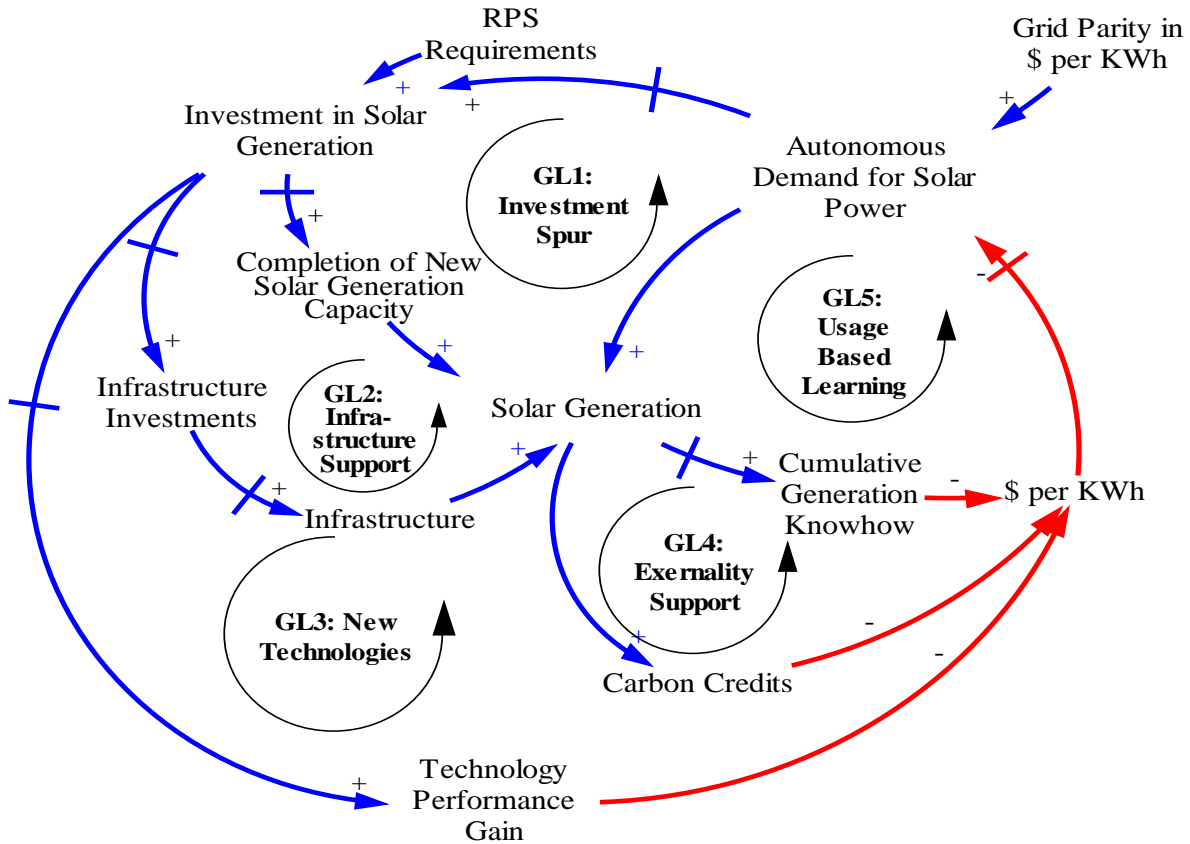 RPS
Requirements
Grid Parity in
$ per KWh
+
+
+
Investment in Solar
Generation
Autonomous
Demand for Solar
Power
GL1:
Investment
Spur
+
Completion of New
Solar Generation
Capacity
-
GL5:
Usage
Based
Learning
+
+
+
Infrastructure
Investments
GL2:
Infra-
structure
Support
Solar Generation
+
+
+
Cumulative
Generation
Knowhow
-
$ per KWh
Infrastructure
GL4:
Exernality
Support
GL3: New
Technologies
+
-
-
Carbon Credits
+
Technology
Performance
Gain